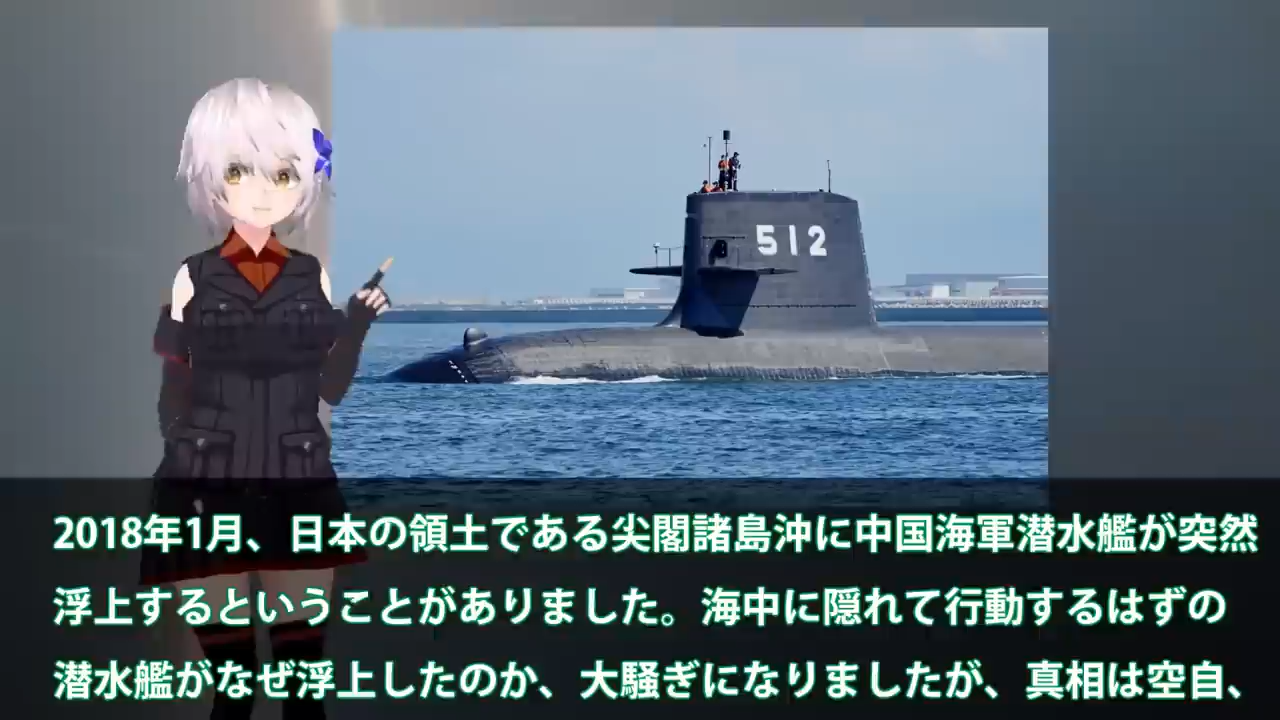 512
2018年1月、日本の領土である尖閣諸島沖に中国海軍潜水艦が突然
浮上するということがありました。海中に隠れて行動するはずの
潜水艦がなぜ浮上したのか、大騒ぎになりましたが、真相は空自、